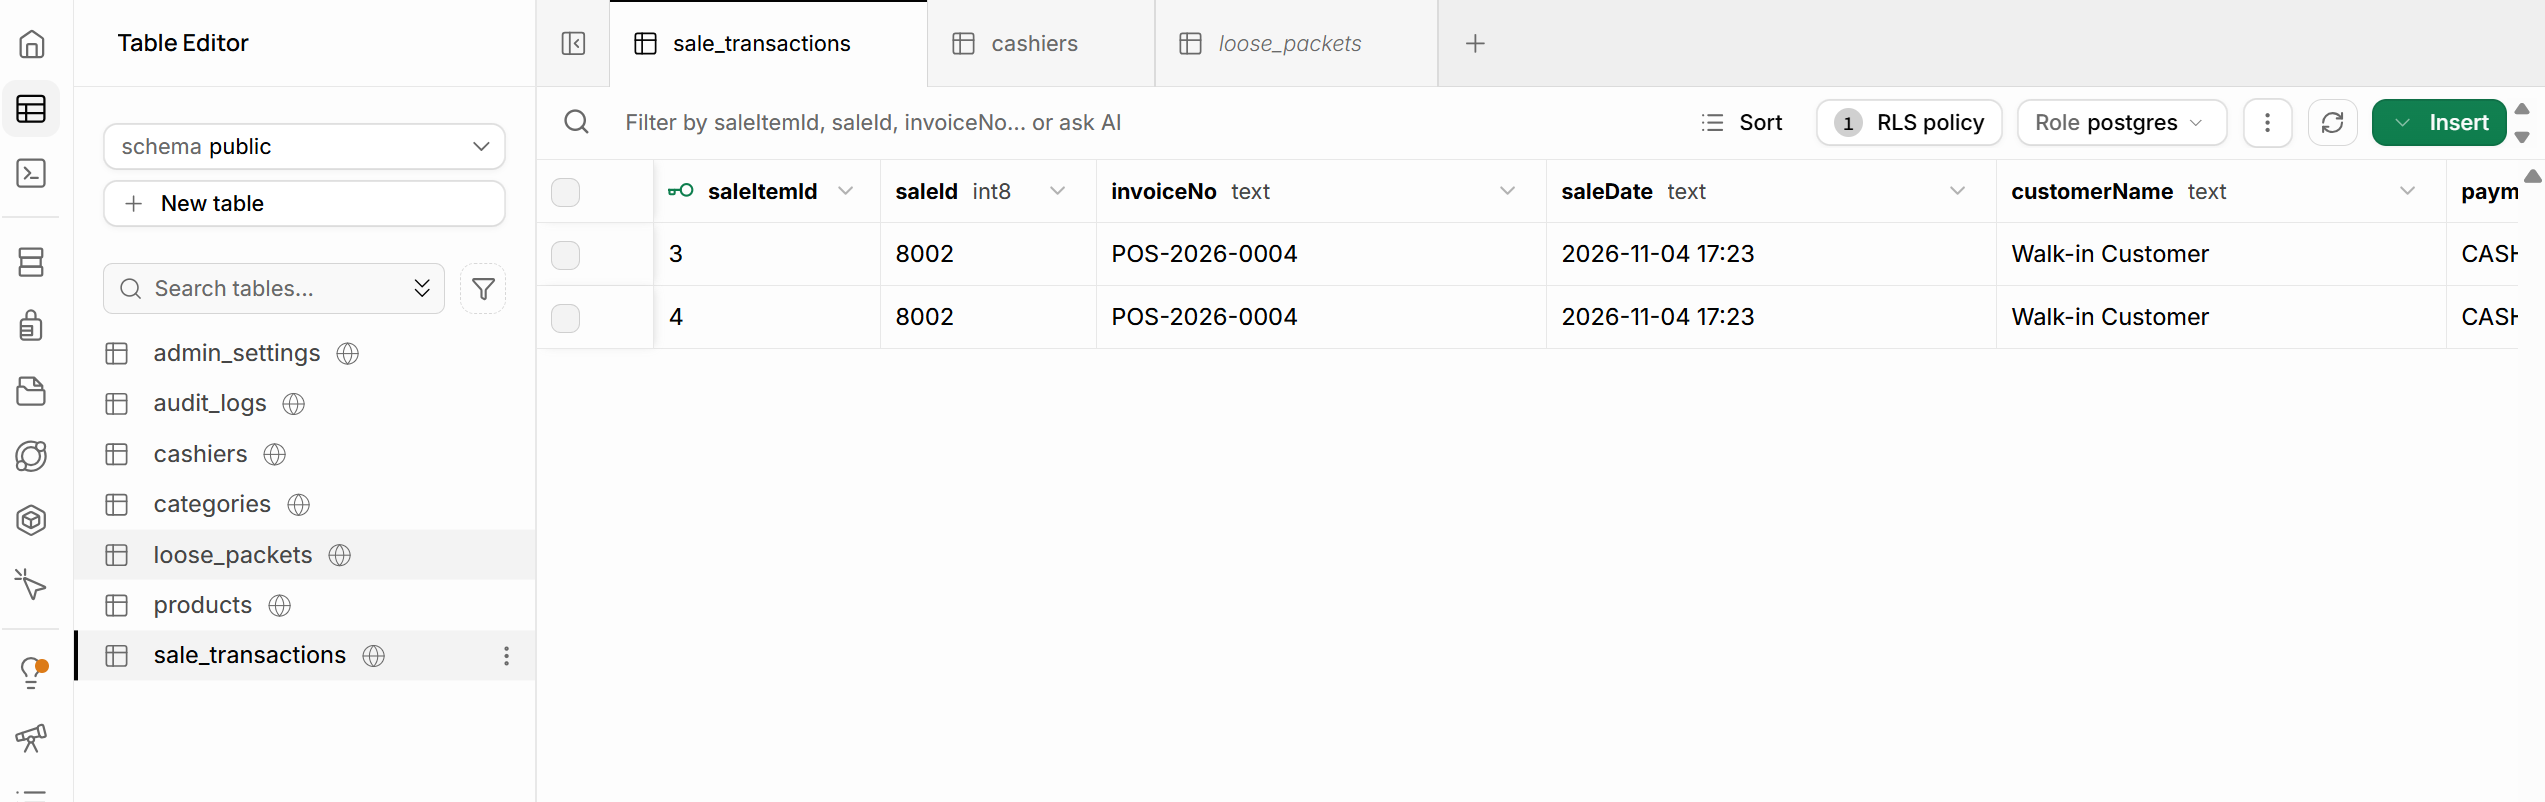 Table Editor
schema public
New table
Search tables...
admin_settings
audit_logs
cashiers
categories
loose_packets
products
sale_transactions
sale_transactions
cashiers
loose_packets
Filter by saleItemId, saleId, invoiceNo... or ask AI
Sort
1 RLS policy
Role postgres
Insert
saleItemId saleId int8 invoiceNo text saleDate text customerName text paym
3 8002 POS-2026-0004 2026-11-04 17:23 Walk-in Customer CASH
4 8002 POS-2026-0004 2026-11-04 17:23 Walk-in Customer CASH